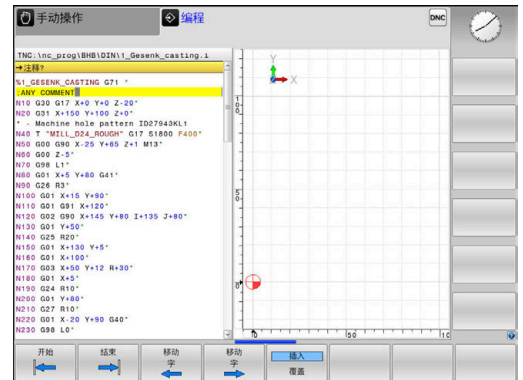 手动操作
编程
DNC
TNC:\nc_prog\BHB\DIN\1_Gesenk_casting.i
→注释?
%1_GESENK_CASTING G71 *
;ANY COMMENT
N10 G30 G17 X+0 Y+0 Z-20*
N20 G31 X+150 Y+100 Z+0*
* - Machine hole pattern ID27943KL1
N40 T "MILL_D24_ROUGH" G17 S1800 F400*
N50 G00 G90 X-25 Y+65 Z+1 M13*
N60 G00 Z-5*
N70 G98 L1*
N80 G01 X+5 Y+80 G41*
N90 G26 R3*
N100 G01 X+15 Y+90*
N110 G01 G91 X+120*
N120 G02 G90 X+145 Y+80 I+135 J+80*
N130 G01 Y+50*
N140 G25 R20*
N150 G01 X+130 Y+5*
N160 G01 X+100*
N170 G03 X+50 Y+12 R+30*
N180 G01 X+5*
N190 G24 R10*
N200 G01 Y+80*
N210 G27 R10*
N220 G01 X-20 Y+90 G40*
N230 G98 L0*
Y
X
100
50
0
0
50
10
开始
结束
移动
字
移动
字
插入
覆盖